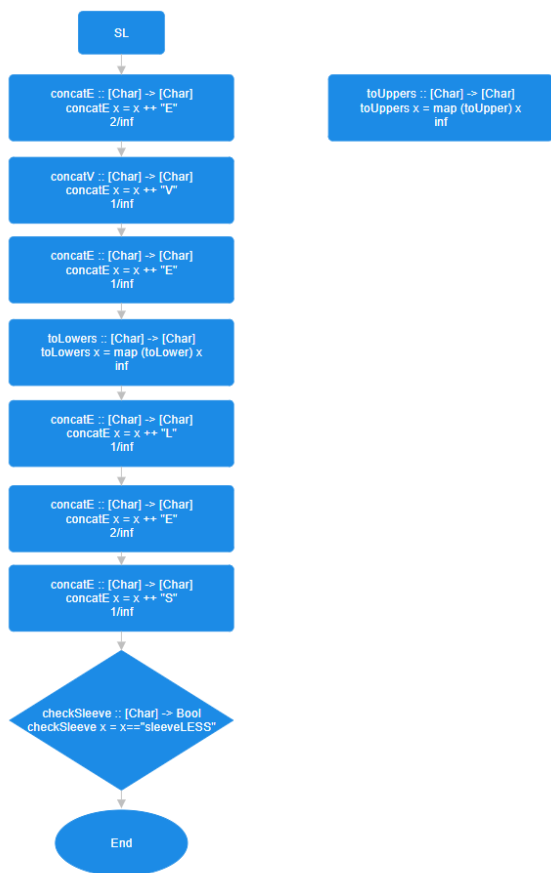 SL
concatE :: [Char] -> [Char]
concatE x = x ++ "E"
2/inf
toUppers :: [Char] -> [Char]
toUppers x = map (toUpper) x
inf
concatV :: [Char] -> [Char]
concatE x = x ++ "V"
1/inf
concatE :: [Char] -> [Char]
concatE x = x ++ "E"
1/inf
toLowers :: [Char] -> [Char]
toLowers x = map (toLower) x
inf
concatE :: [Char] -> [Char]
concatE x = x ++ "L"
1/inf
concatE :: [Char] -> [Char]
concatE x = x ++ "E"
2/inf
concatE :: [Char] -> [Char]
concatE x = x ++ "S"
1/inf
checkSleeve :: [Char] -> Bool
checkSleeve x = x=="sleeveLESS"
End